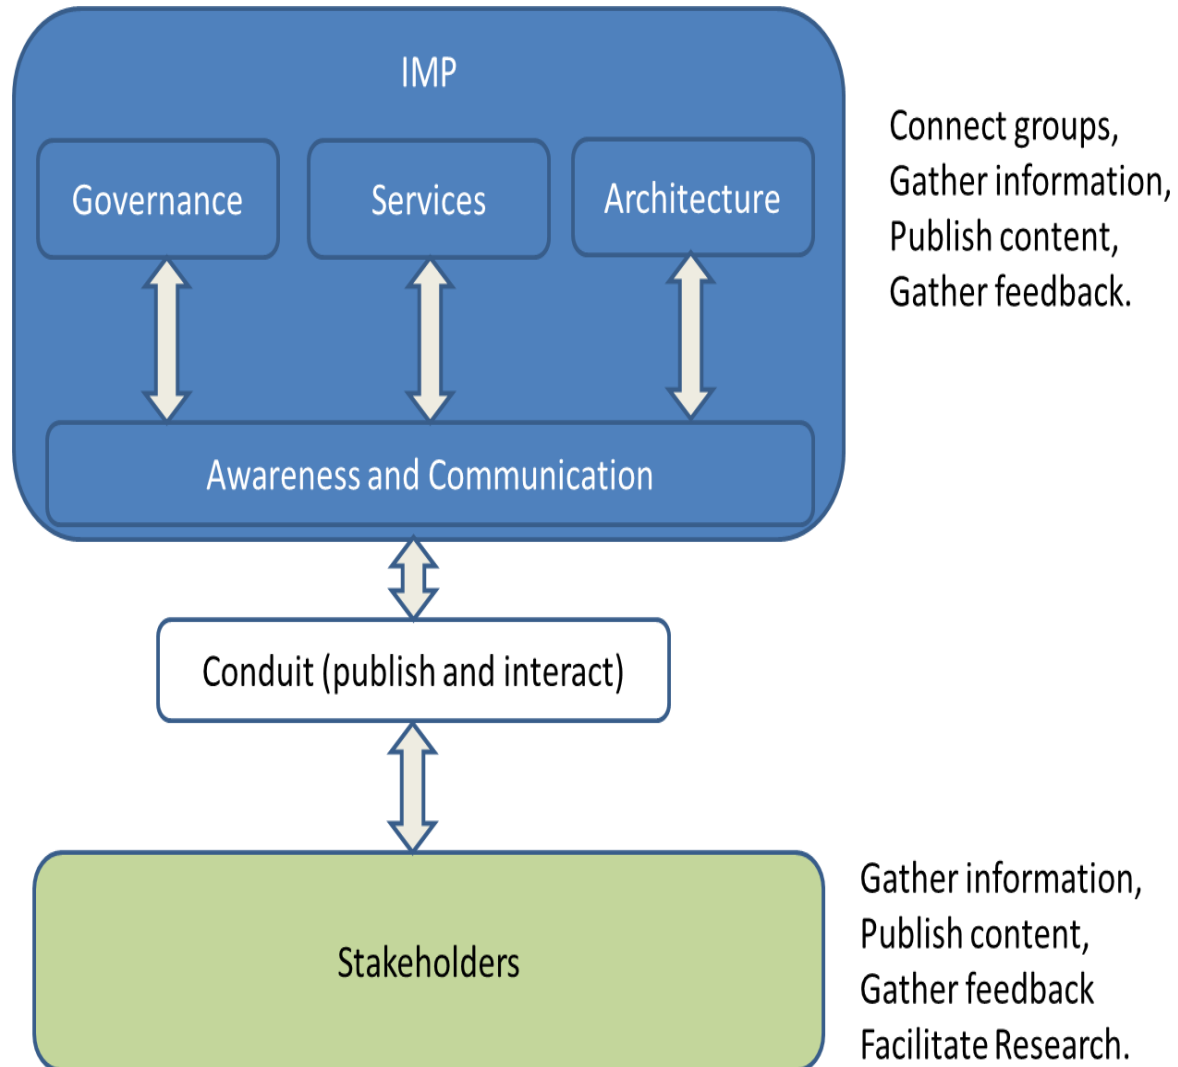 IMP
Governance
Services
Architecture
Awareness and Communication
Connect groups,
Gather information,
Publish content,
Gather feedback.
Conduit (publish and interact)
Stakeholders
Gather information,
Publish content,
Gather feedback
Facilitate Research.